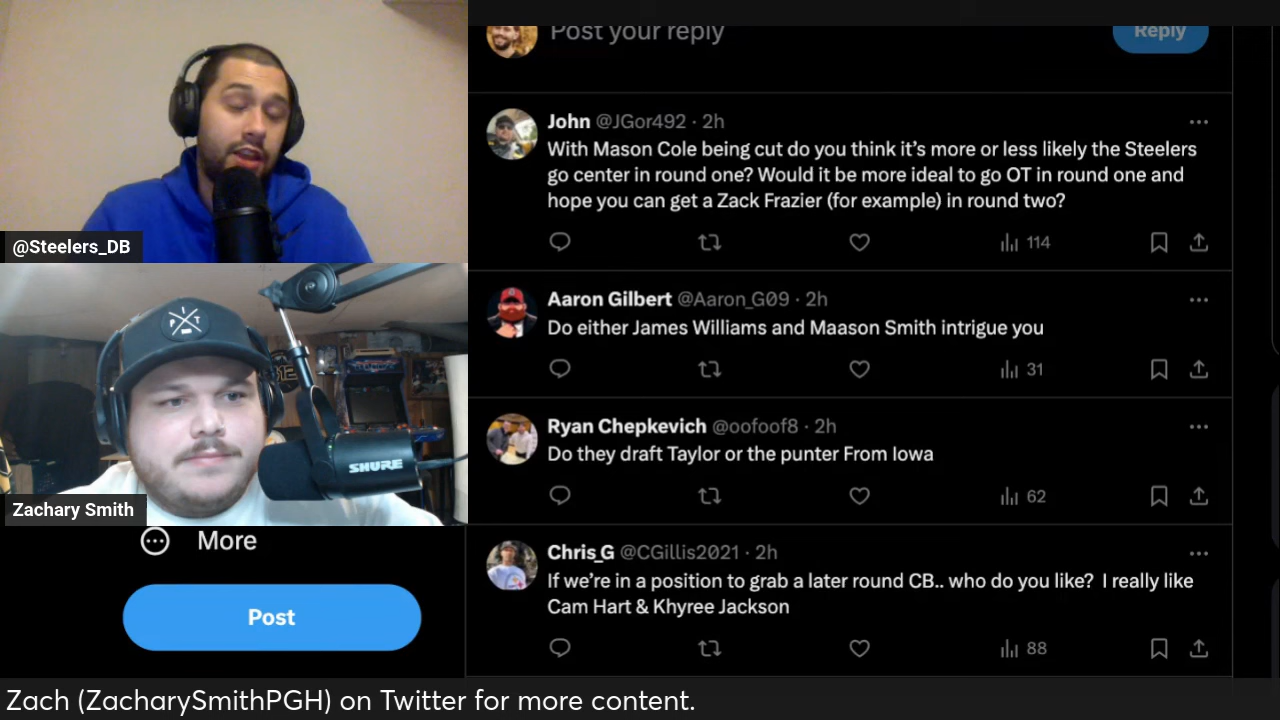 Post your reply
Reply
John @JGor492 · 2h
With Mason Cole being cut do you think it’s more or less likely the Steelers
go center in round one? Would it be more ideal to go OT in round one and
hope you can get a Zack Frazier (for example) in round two?
114
@Steelers_DB
Aaron Gilbert @Aaron_G09 · 2h
Do either James Williams and Maason Smith intrigue you
31
P I T
SHURE
Ryan Chepkevich @oofoof8 · 2h
Do they draft Taylor or the punter From Iowa
62
Zachary Smith
More
Post
Chris_G @CGillis2021 · 2h
If we’re in a position to grab a later round CB.. who do you like? I really like
Cam Hart & Khyree Jackson
88
Zach (ZacharySmithPGH) on Twitter for more content.